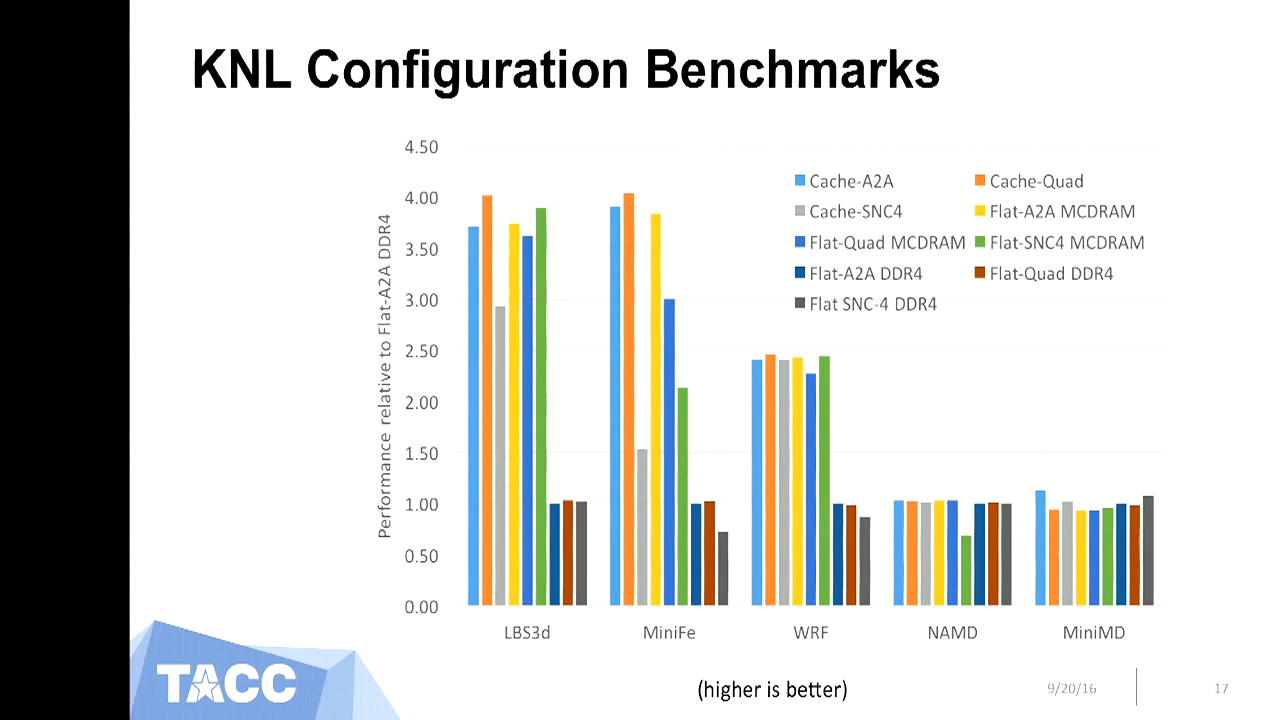 KNL Configuration Benchmarks
Performance relative to Flat-A2A DDR4
4.50
4.00
3.50
3.00
2.50
2.00
1.50
1.00
0.50
0.00
Cache-A2A
Cache-Quad
Cache-SNC4
Flat-A2A MCDRAM
Flat-Quad MCDRAM
Flat-SNC4 MCDRAM
Flat-A2A DDR4
Flat-Quad DDR4
Flat SNC-4 DDR4
LBS3d
MiniFe
WRF
NAMD
MiniMD
TACC
(higher is better)
9/20/16
17